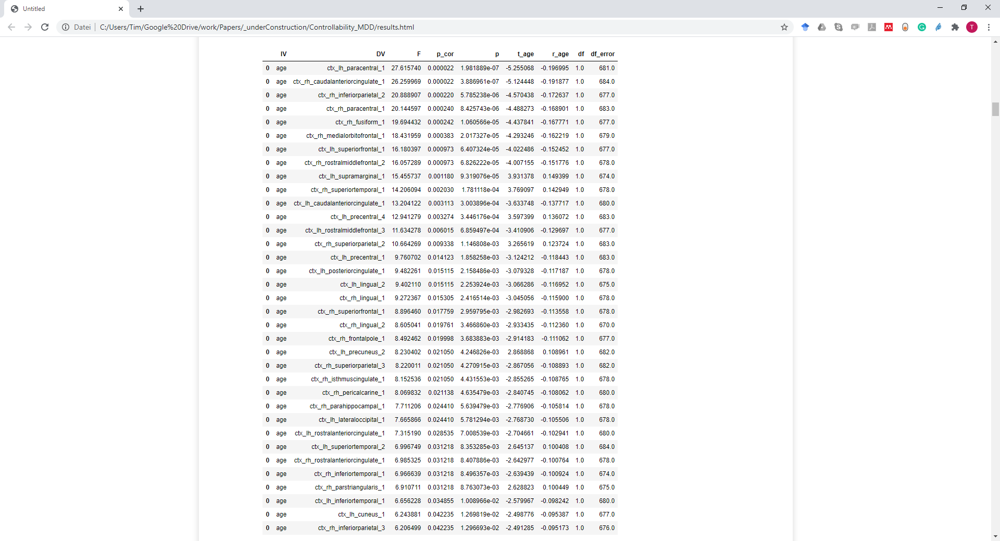 Untitled
Datei C:/Users/Tim/Google%20Drive/work/Papers/_underConstruction/Controllability_MDD/results.html
T
IV DV F p_cor p t_age r_age df df_error
0 age ctx_lh_paracentral_1 27.615740 0.000022 1.981889e-07 -5.255068 -0.196995 1.0 681.0
0 age ctx_rh_caudalanteriorcingulate_1 26.259969 0.000022 3.886961e-07 -5.124448 -0.191877 1.0 684.0
0 age ctx_rh_inferiorparietal_2 20.888907 0.000220 5.785238e-06 -4.570438 -0.172637 1.0 677.0
0 age ctx_rh_paracentral_1 20.144597 0.000240 8.425743e-06 -4.488273 -0.168901 1.0 683.0
0 age ctx_rh_fusiform_1 19.694432 0.000242 1.060566e-05 -4.437841 -0.167771 1.0 677.0
0 age ctx_rh_medialorbitofrontal_1 18.431959 0.000383 2.017327e-05 -4.293246 -0.162219 1.0 679.0
0 age ctx_lh_superiorfrontal_1 16.180397 0.000973 6.407324e-05 -4.022486 -0.152452 1.0 677.0
0 age ctx_rh_rostralmiddlefrontal_2 16.057289 0.000973 6.826222e-05 -4.007155 -0.151776 1.0 678.0
0 age ctx_lh_supramarginal_1 15.455737 0.001180 9.319076e-05 3.931378 0.149399 1.0 674.0
0 age ctx_rh_superiortemporal_1 14.206094 0.002030 1.781118e-04 3.769097 0.142949 1.0 678.0
0 age ctx_lh_caudalanteriorcingulate_1 13.204122 0.003113 3.003896e-04 -3.633748 -0.137717 1.0 680.0
0 age ctx_lh_precentral_4 12.941279 0.003274 3.446176e-04 3.597399 0.136072 1.0 683.0
0 age ctx_lh_rostralmiddlefrontal_3 11.634278 0.006015 6.859497e-04 -3.410906 -0.129697 1.0 677.0
0 age ctx_rh_superiorparietal_2 10.664269 0.009338 1.146808e-03 3.265619 0.123724 1.0 683.0
0 age ctx_lh_precentral_1 9.760702 0.014123 1.858258e-03 -3.124212 -0.118443 1.0 683.0
0 age ctx_lh_posteriorcingulate_1 9.482261 0.015115 2.158486e-03 -3.079328 -0.117187 1.0 678.0
0 age ctx_lh_lingual_2 9.402110 0.015115 2.253924e-03 -3.066286 -0.116952 1.0 675.0
0 age ctx_rh_lingual_1 9.272367 0.015305 2.416514e-03 -3.045056 -0.115900 1.0 678.0
0 age ctx_rh_superiorfrontal_1 8.896460 0.017759 2.959795e-03 -2.982693 -0.113558 1.0 678.0
0 age ctx_rh_lingual_2 8.605041 0.019761 3.466860e-03 -2.933435 -0.112360 1.0 670.0
0 age ctx_rh_frontalpole_1 8.492462 0.019998 3.683883e-03 -2.914183 -0.111062 1.0 677.0
0 age ctx_lh_precuneus_2 8.230402 0.021050 4.246826e-03 2.868868 0.108961 1.0 682.0
0 age ctx_rh_superiorparietal_3 8.220011 0.021050 4.270915e-03 -2.867056 -0.108893 1.0 682.0
0 age ctx_rh_isthmuscingulate_1 8.152536 0.021050 4.431553e-03 -2.855265 -0.108765 1.0 678.0
0 age ctx_rh_pericalcarine_1 8.069832 0.021138 4.635479e-03 -2.840745 -0.108062 1.0 680.0
0 age ctx_rh_parahippocampal_1 7.711206 0.024410 5.639479e-03 -2.776906 -0.105814 1.0 678.0
0 age ctx_lh_lateraloccipital_1 7.665866 0.024410 5.781294e-03 -2.768730 -0.105506 1.0 678.0
0 age ctx_lh_rostralanteriorcingulate_1 7.315190 0.028535 7.008539e-03 -2.704661 -0.102941 1.0 680.0
0 age ctx_lh_superiortemporal_2 6.996749 0.031218 8.353285e-03 2.645137 0.100408 1.0 684.0
0 age ctx_rh_rostralanteriorcingulate_1 6.985325 0.031218 8.407886e-03 -2.642977 -0.100764 1.0 678.0
0 age ctx_rh_inferiortemporal_1 6.966639 0.031218 8.496357e-03 -2.639439 -0.100924 1.0 674.0
0 age ctx_rh_parstriangularis_1 6.910711 0.031218 8.763073e-03 2.628823 0.100449 1.0 675.0
0 age ctx_lh_inferiortemporal_1 6.656228 0.034855 1.008966e-02 -2.579967 -0.098242 1.0 680.0
0 age ctx_lh_cuneus_1 6.243881 0.042235 1.269819e-02 -2.498776 -0.095387 1.0 677.0
0 age ctx_rh_inferiorparietal_3 6.206499 0.042235 1.296693e-02 -2.491285 -0.095173 1.0 676.0